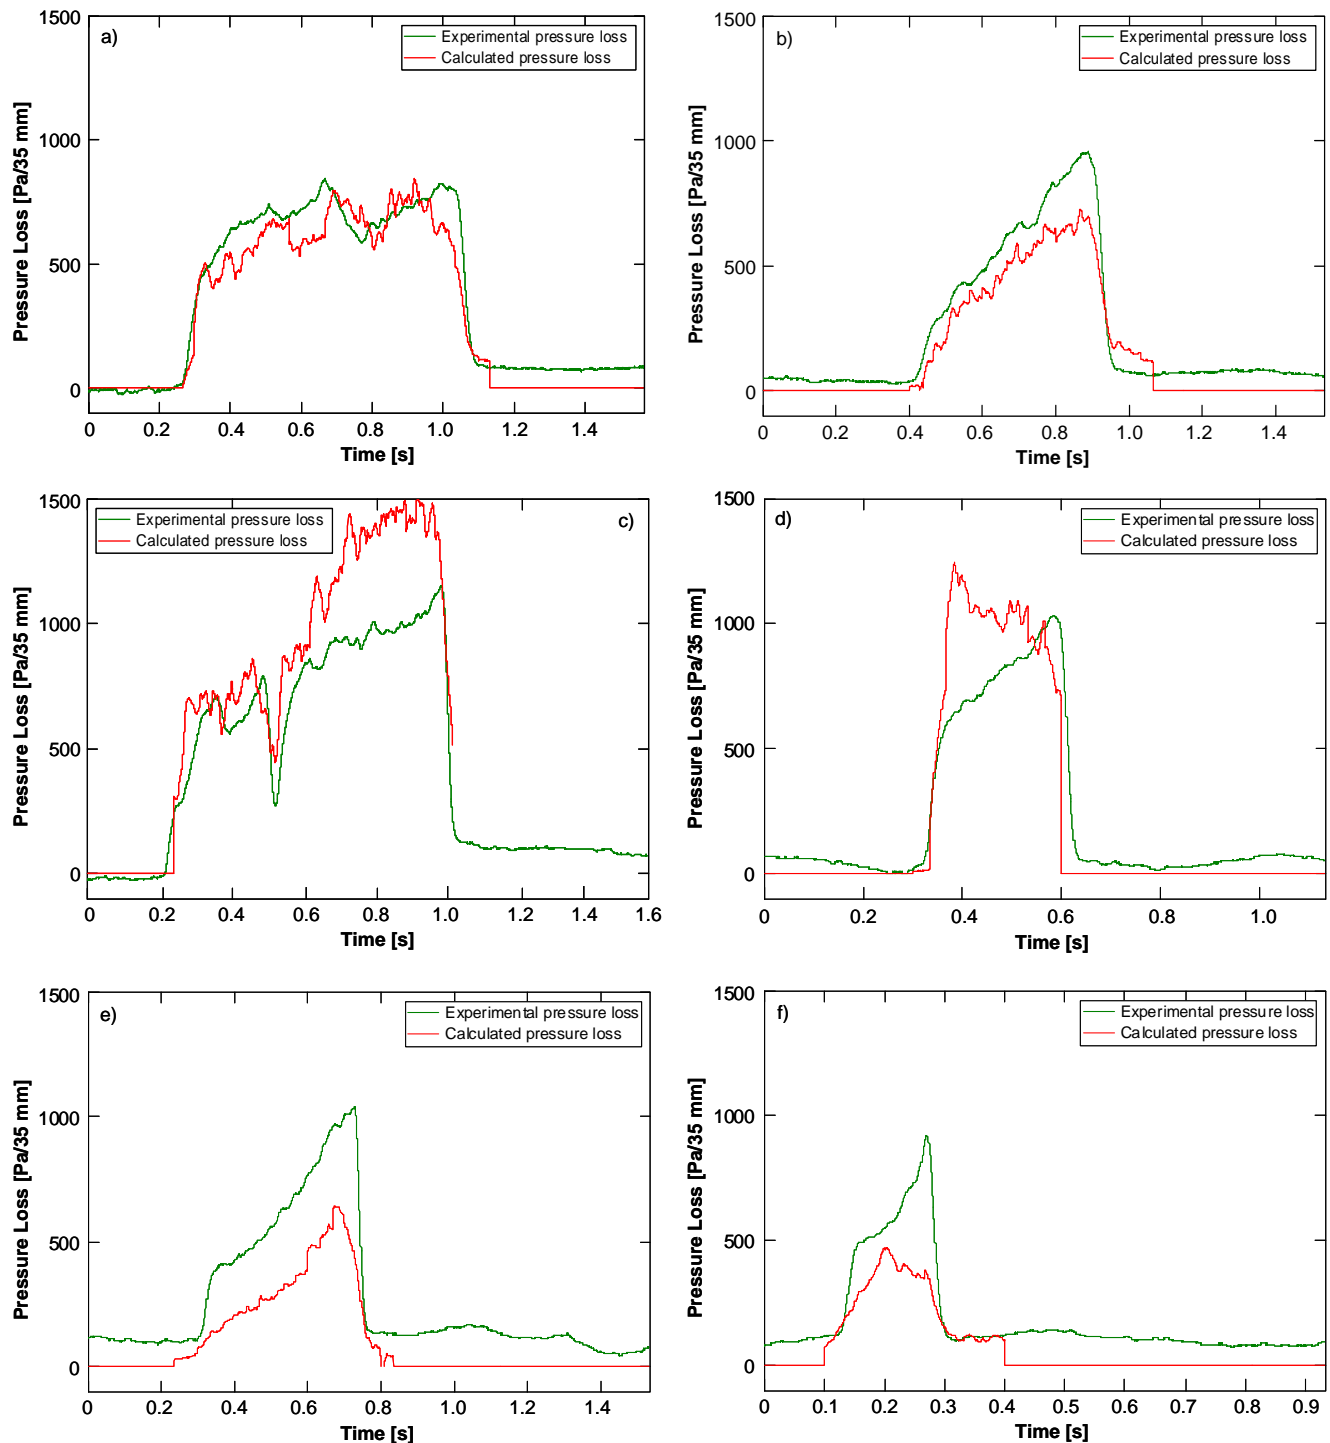 a)
Experimental pressure loss
Calculated pressure loss
Pressure Loss [Pa/35 mm]
1500
1000
500
0
0 0.2 0.4 0.6 0.8 1.0 1.2 1.4
Time [s]
b)
Experimental pressure loss
Calculated pressure loss
Pressure Loss [Pa/35 mm]
1500
1000
500
0
0 0.2 0.4 0.6 0.8 1.0 1.2 1.4
Time [s]
c)
Experimental pressure loss
Calculated pressure loss
Pressure Loss [Pa/35 mm]
1500
1000
500
0
0 0.2 0.4 0.6 0.8 1.0 1.2 1.4 1.6
Time [s]
d)
Experimental pressure loss
Calculated pressure loss
Pressure Loss [Pa/35 mm]
1500
1000
500
0
0 0.2 0.4 0.6 0.8 1.0
Time [s]
e)
Experimental pressure loss
Calculated pressure loss
Pressure Loss [Pa/35 mm]
1500
1000
500
0
0 0.2 0.4 0.6 0.8 1.0 1.2 1.4
Time [s]
f)
Experimental pressure loss
Calculated pressure loss
Pressure Loss [Pa/35 mm]
1500
1000
500
0
0 0.1 0.2 0.3 0.4 0.5 0.6 0.7 0.8 0.9
Time [s]